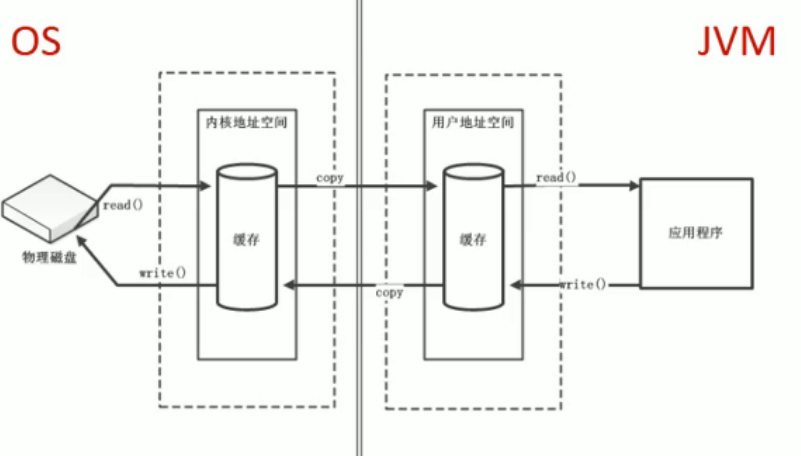 OS
JVM
内核地址空间
用户地址空间
copy
read()
read()
缓存
缓存
应用程序
物理磁盘
write()
copy
write()